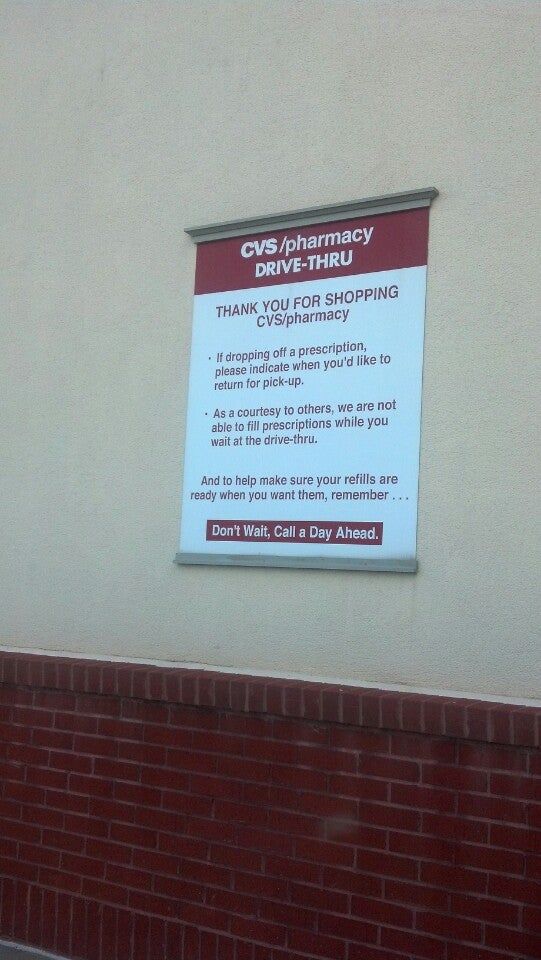 CVS/pharmacy
DRIVE-THRU
THANK YOU FOR SHOPPING
CVS/pharmacy
· If dropping off a prescription,
please indicate when you'd like to
return for pick-up.
· As a courtesy to others, we are not
able to fill prescriptions while you
wait at the drive-thru.
And to help make sure your refills are
ready when you want them, remember . . .
Don't Wait, Call a Day Ahead.